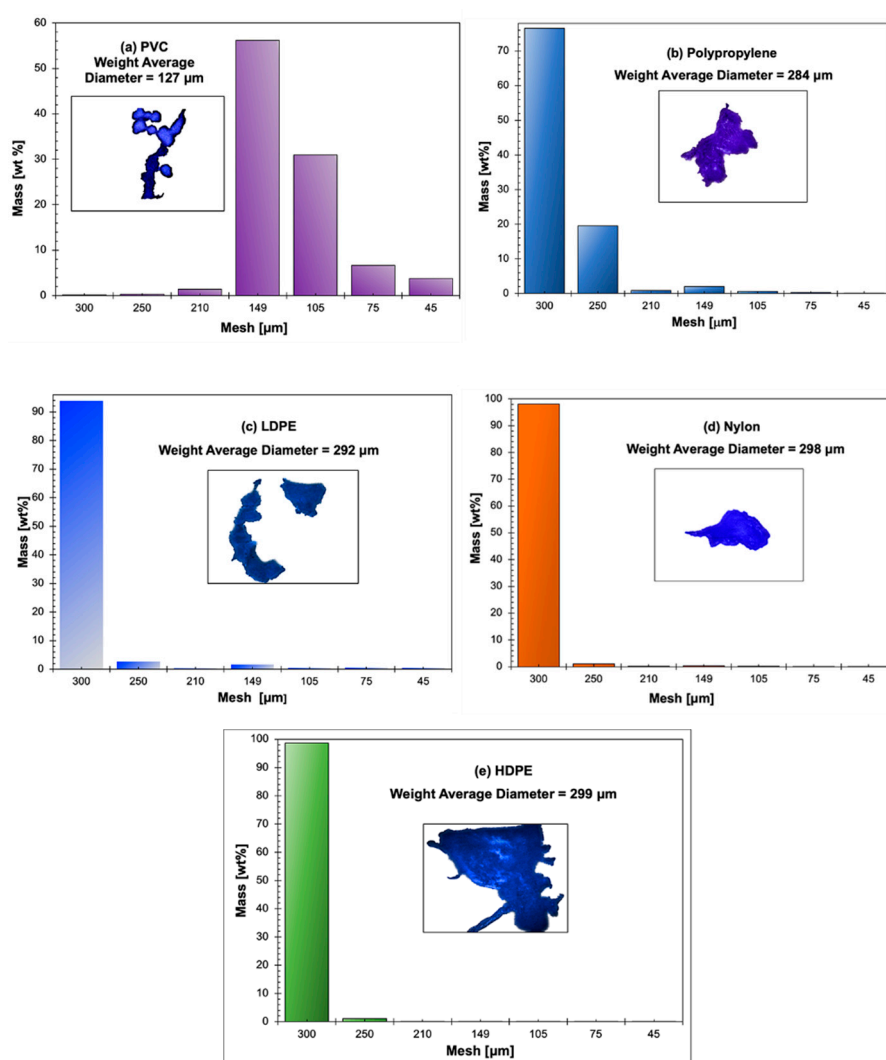 (a) PVC
Weight Average
Diameter = 127 µm
Mass [wt %]
60
50
40
30
20
10
0
300 250 210 149 105 75 45
Mesh [µm]
(b) Polypropylene
Weight Average Diameter = 284 µm
Mass [wt %]
70
60
50
40
30
20
10
0
300 250 210 149 105 75 45
Mesh [μm]
(c) LDPE
Weight Average Diameter = 292 µm
Mass [wt%]
90
80
70
60
50
40
30
20
10
0
300 250 210 149 105 75 45
Mesh [µm]
(d) Nylon
Weight Average Diameter = 298 µm
Mass [wt%]
100
90
80
70
60
50
40
30
20
10
0
300 250 210 149 105 75 45
Mesh [µm]
(e) HDPE
Weight Average Diameter = 299 µm
Mass [wt%]
100
90
80
70
60
50
40
30
20
10
0
300 250 210 149 105 75 45
Mesh [µm]